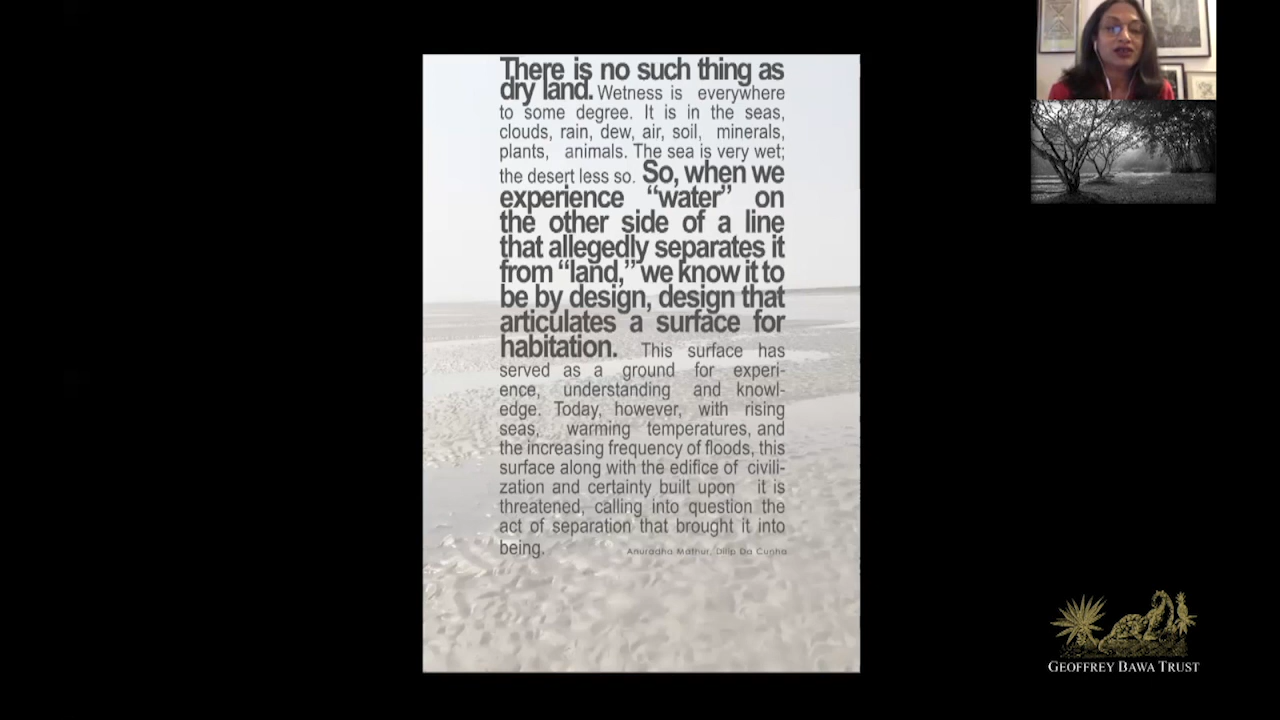 There is no such thing as
dry land. Wetness is everywhere
to some degree. It is in the seas,
clouds, rain, dew, air, soil, minerals,
plants, animals. The sea is very wet;
the desert less so. So, when we
experience “water” on
the other side of a line
that allegedly separates it
from “land,” we know it to
be by design, design that
articulates a surface for
habitation. This surface has
served as a ground for experi-
ence, understanding and knowl-
edge. Today, however, with rising
seas, warming temperatures, and
the increasing frequency of floods, this
surface along with the edifice of civili-
zation and certainty built upon it is
threatened, calling into question the
act of separation that brought it into
being. Anuradha Mathur, Dilip Da Cunha
GEOFFREY BAWA TRUST